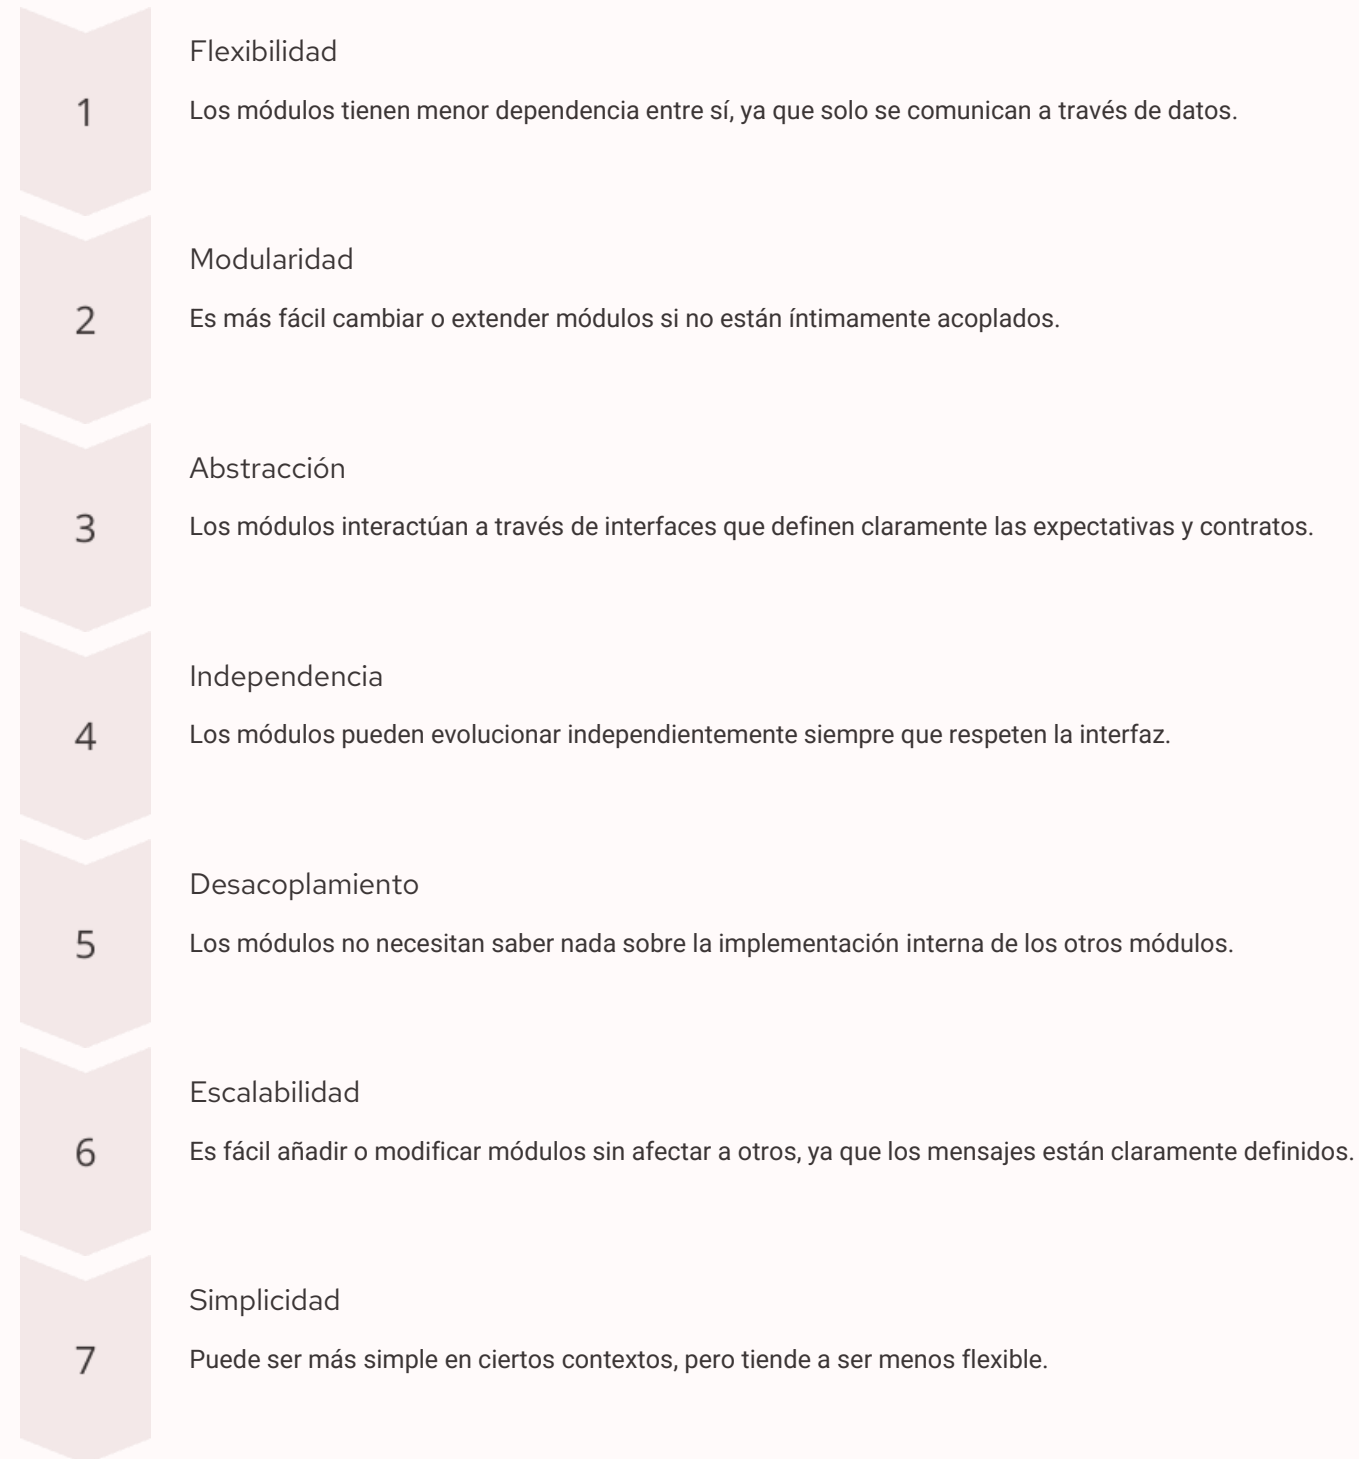 1
Flexibilidad
Los módulos tienen menor dependencia entre sí, ya que solo se comunican a través de datos.
2
Modularidad
Es más fácil cambiar o extender módulos si no están íntimamente acoplados.
3
Abstracción
Los módulos interactúan a través de interfaces que definen claramente las expectativas y contratos.
4
Independencia
Los módulos pueden evolucionar independientemente siempre que respeten la interfaz.
5
Desacoplamiento
Los módulos no necesitan saber nada sobre la implementación interna de los otros módulos.
6
Escalabilidad
Es fácil añadir o modificar módulos sin afectar a otros, ya que los mensajes están claramente definidos.
7
Simplicidad
Puede ser más simple en ciertos contextos, pero tiende a ser menos flexible.